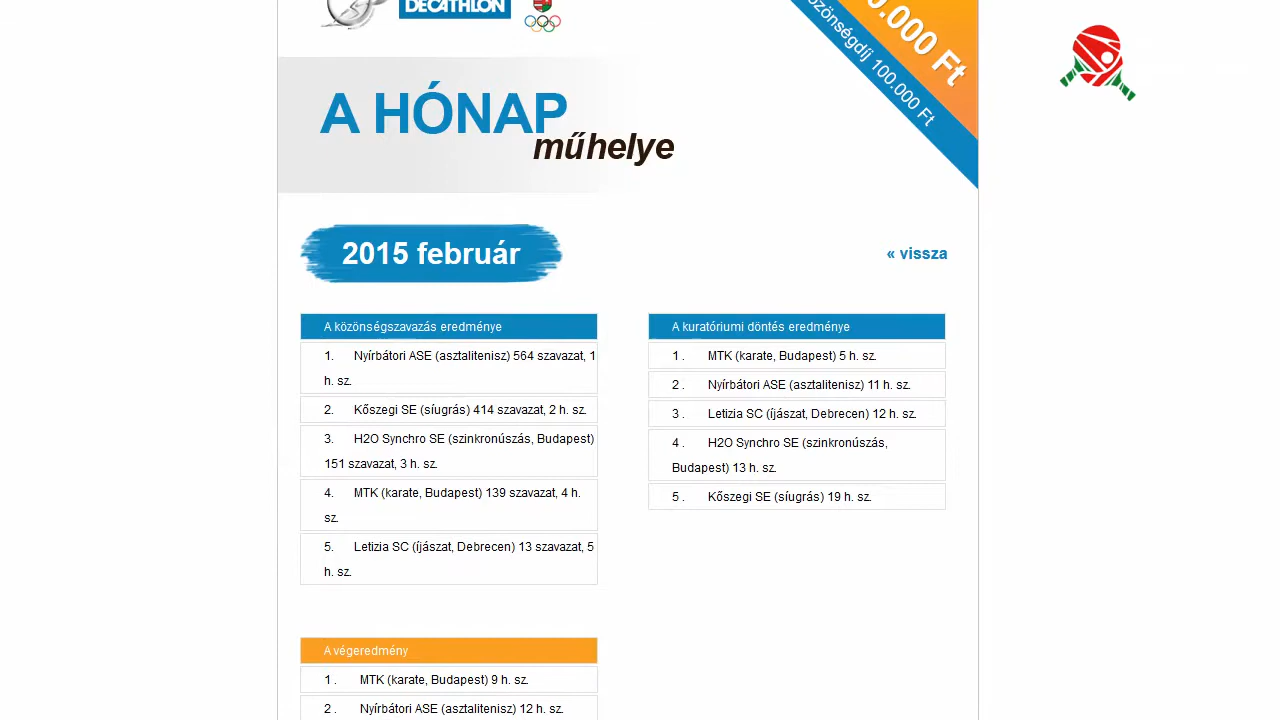 DECATHLON
0.000 Ft
özönségdíj 100.000 Ft
A HÓNAP
műhelye
2015 február
« vissza
A közönségszavazás eredménye
1. Nyírbátori ASE (asztalitenisz) 564 szavazat, 1
h. sz.
2. Kőszegi SE (síugrás) 414 szavazat, 2 h. sz.
3. H2O Synchro SE (szinkronúszás, Budapest)
151 szavazat, 3 h. sz.
4. MTK (karate, Budapest) 139 szavazat, 4 h.
sz.
5. Letizia SC (íjászat, Debrecen) 13 szavazat, 5
h. sz.
A kuratóriumi döntés eredménye
1 . MTK (karate, Budapest) 5 h. sz.
2 . Nyírbátori ASE (asztalitenisz) 11 h. sz.
3 . Letizia SC (íjászat, Debrecen) 12 h. sz.
4 . H2O Synchro SE (szinkronúszás,
Budapest) 13 h. sz.
5 . Kőszegi SE (síugrás) 19 h. sz.
A végeredmény
1 . MTK (karate, Budapest) 9 h. sz.
2 . Nyírbátori ASE (asztalitenisz) 12 h. sz.